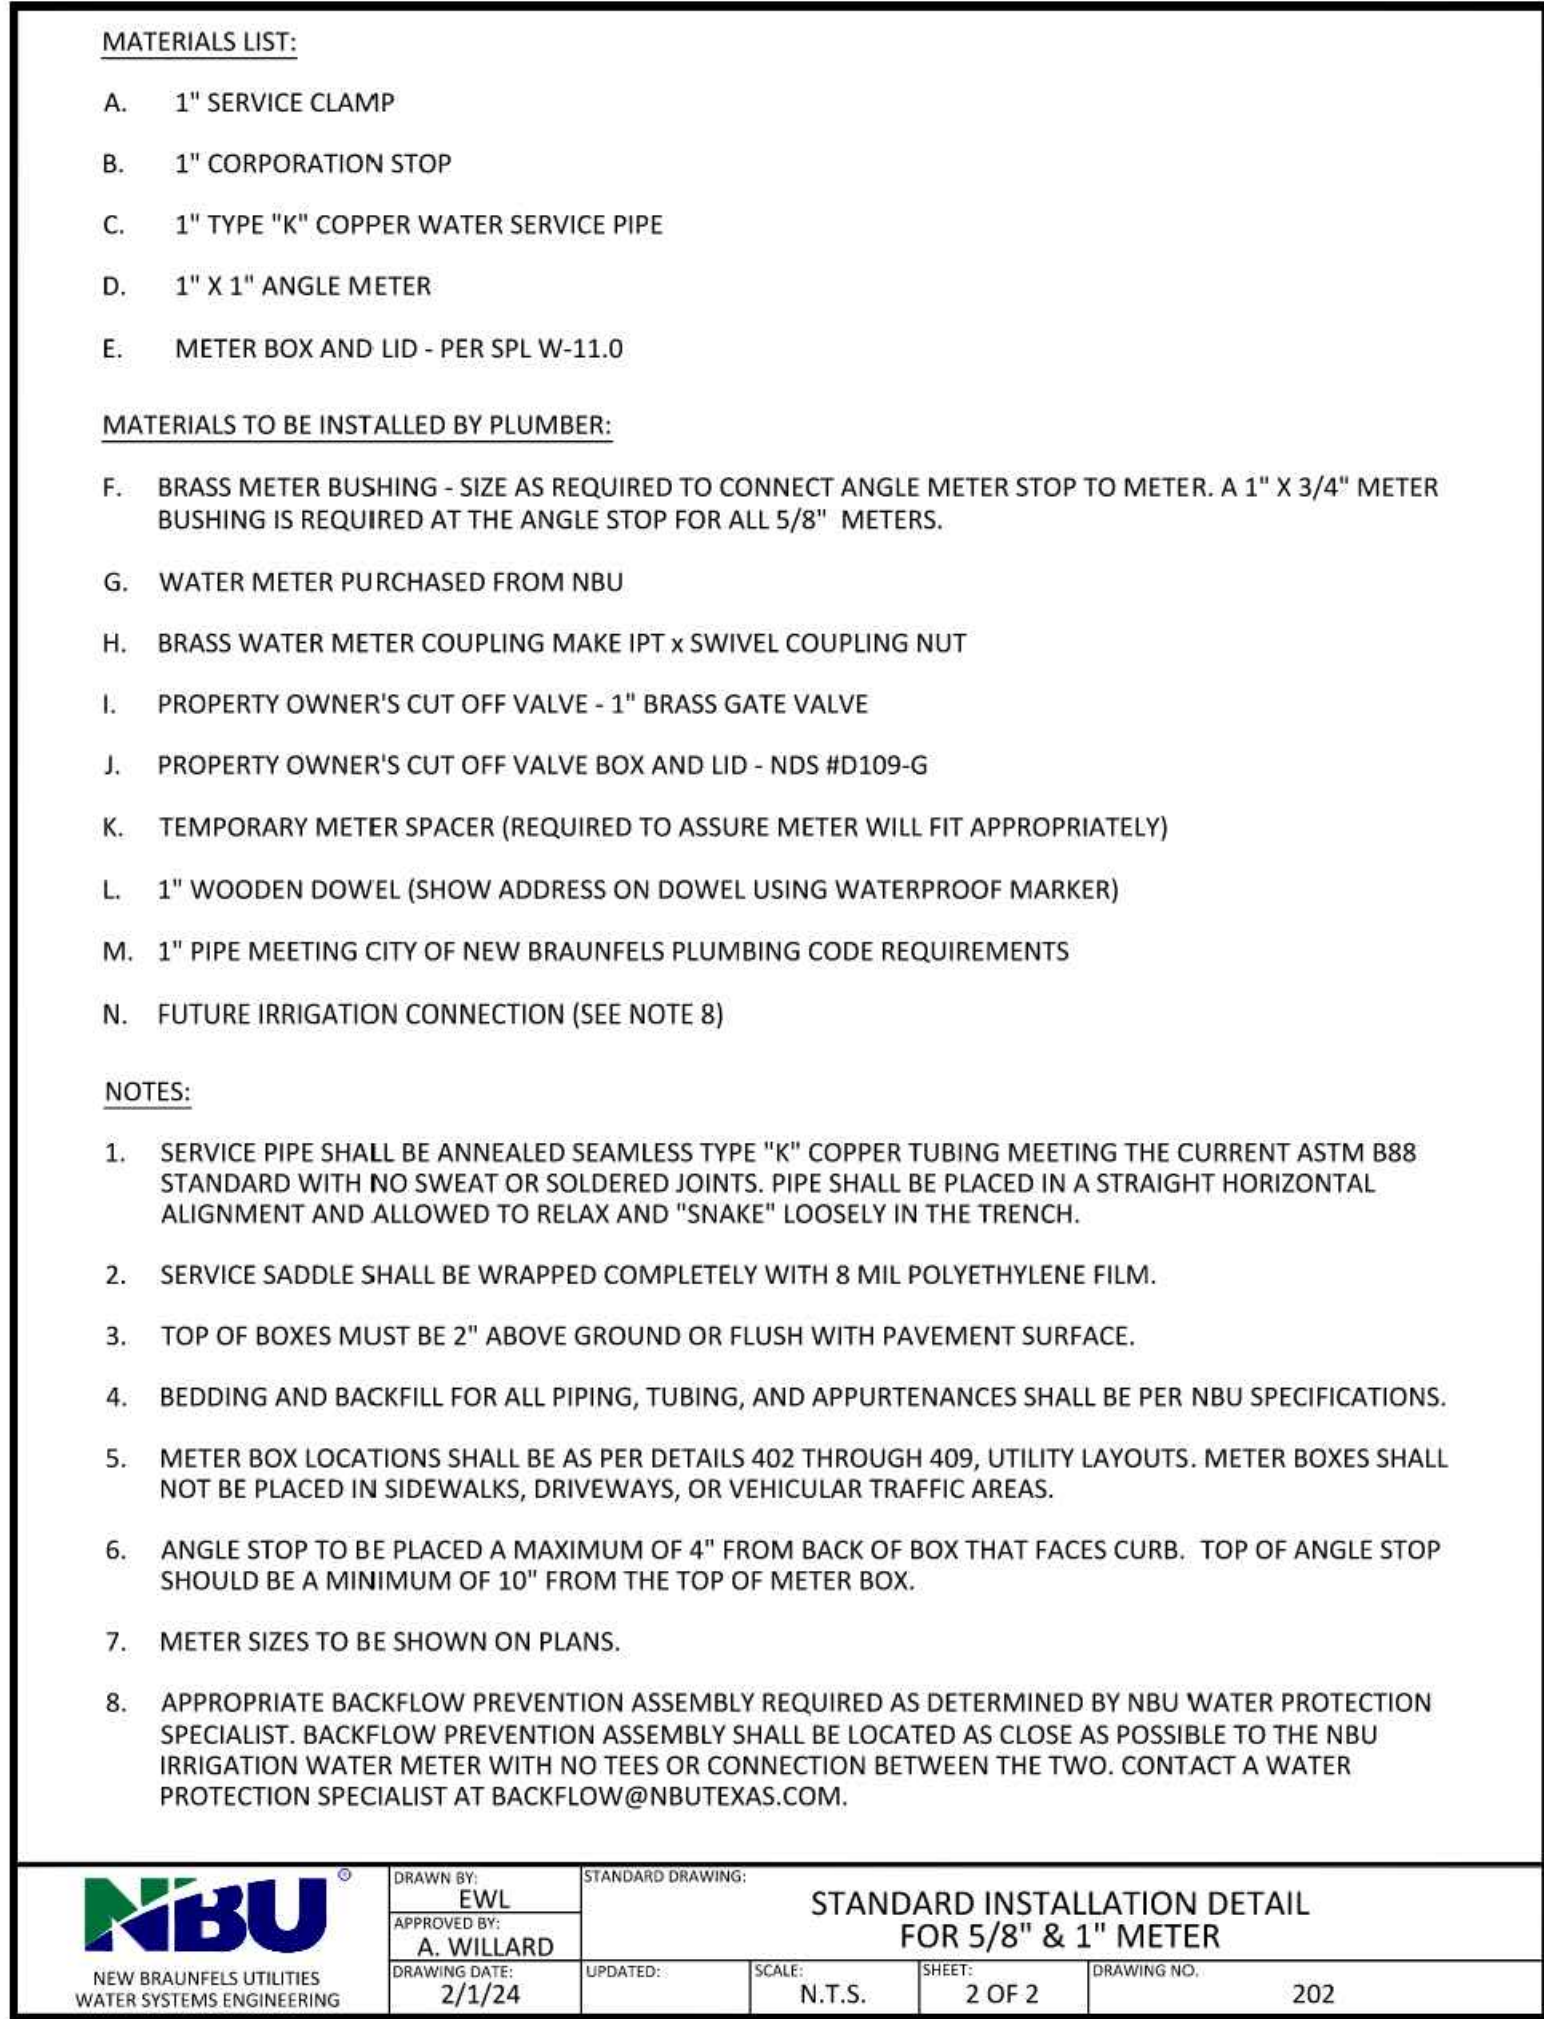 MATERIALS LIST:
A. 1" SERVICE CLAMP
B. 1" CORPORATION STOP
C. 1" TYPE "K" COPPER WATER SERVICE PIPE
D. 1" X 1" ANGLE METER
E. METER BOX AND LID - PER SPL W-11.0
MATERIALS TO BE INSTALLED BY PLUMBER:
F. BRASS METER BUSHING - SIZE AS REQUIRED TO CONNECT ANGLE METER STOP TO METER. A 1" X 3/4" METER
BUSHING IS REQUIRED AT THE ANGLE STOP FOR ALL 5/8" METERS.
G. WATER METER PURCHASED FROM NBU
H. BRASS WATER METER COUPLING MAKE IPT x SWIVEL COUPLING NUT
I. PROPERTY OWNER'S CUT OFF VALVE - 1" BRASS GATE VALVE
J. PROPERTY OWNER'S CUT OFF VALVE BOX AND LID - NDS #D109-G
K. TEMPORARY METER SPACER (REQUIRED TO ASSURE METER WILL FIT APPROPRIATELY)
L. 1" WOODEN DOWEL (SHOW ADDRESS ON DOWEL USING WATERPROOF MARKER)
M. 1" PIPE MEETING CITY OF NEW BRAUNFELS PLUMBING CODE REQUIREMENTS
N. FUTURE IRRIGATION CONNECTION (SEE NOTE 8)
NOTES:
1. SERVICE PIPE SHALL BE ANNEALED SEAMLESS TYPE "K" COPPER TUBING MEETING THE CURRENT ASTM B88
STANDARD WITH NO SWEAT OR SOLDERED JOINTS. PIPE SHALL BE PLACED IN A STRAIGHT HORIZONTAL
ALIGNMENT AND ALLOWED TO RELAX AND "SNAKE" LOOSELY IN THE TRENCH.
2. SERVICE SADDLE SHALL BE WRAPPED COMPLETELY WITH 8 MIL POLYETHYLENE FILM.
3. TOP OF BOXES MUST BE 2" ABOVE GROUND OR FLUSH WITH PAVEMENT SURFACE.
4. BEDDING AND BACKFILL FOR ALL PIPING, TUBING, AND APPURTENANCES SHALL BE PER NBU SPECIFICATIONS.
5. METER BOX LOCATIONS SHALL BE AS PER DETAILS 402 THROUGH 409, UTILITY LAYOUTS. METER BOXES SHALL
NOT BE PLACED IN SIDEWALKS, DRIVEWAYS, OR VEHICULAR TRAFFIC AREAS.
6. ANGLE STOP TO BE PLACED A MAXIMUM OF 4" FROM BACK OF BOX THAT FACES CURB. TOP OF ANGLE STOP
SHOULD BE A MINIMUM OF 10" FROM THE TOP OF METER BOX.
7. METER SIZES TO BE SHOWN ON PLANS.
8. APPROPRIATE BACKFLOW PREVENTION ASSEMBLY REQUIRED AS DETERMINED BY NBU WATER PROTECTION
SPECIALIST. BACKFLOW PREVENTION ASSEMBLY SHALL BE LOCATED AS CLOSE AS POSSIBLE TO THE NBU
IRRIGATION WATER METER WITH NO TEES OR CONNECTION BETWEEN THE TWO. CONTACT A WATER
PROTECTION SPECIALIST AT BACKFLOW@NBUTEXAS.COM.
NBU ®
NEW BRAUNFELS UTILITIES
WATER SYSTEMS ENGINEERING
DRAWN BY:
EWL
APPROVED BY:
A. WILLARD
DRAWING DATE:
2/1/24
STANDARD DRAWING:
STANDARD INSTALLATION DETAIL
FOR 5/8" & 1" METER
UPDATED:
SCALE:
N.T.S.
SHEET:
2 OF 2
DRAWING NO.
202